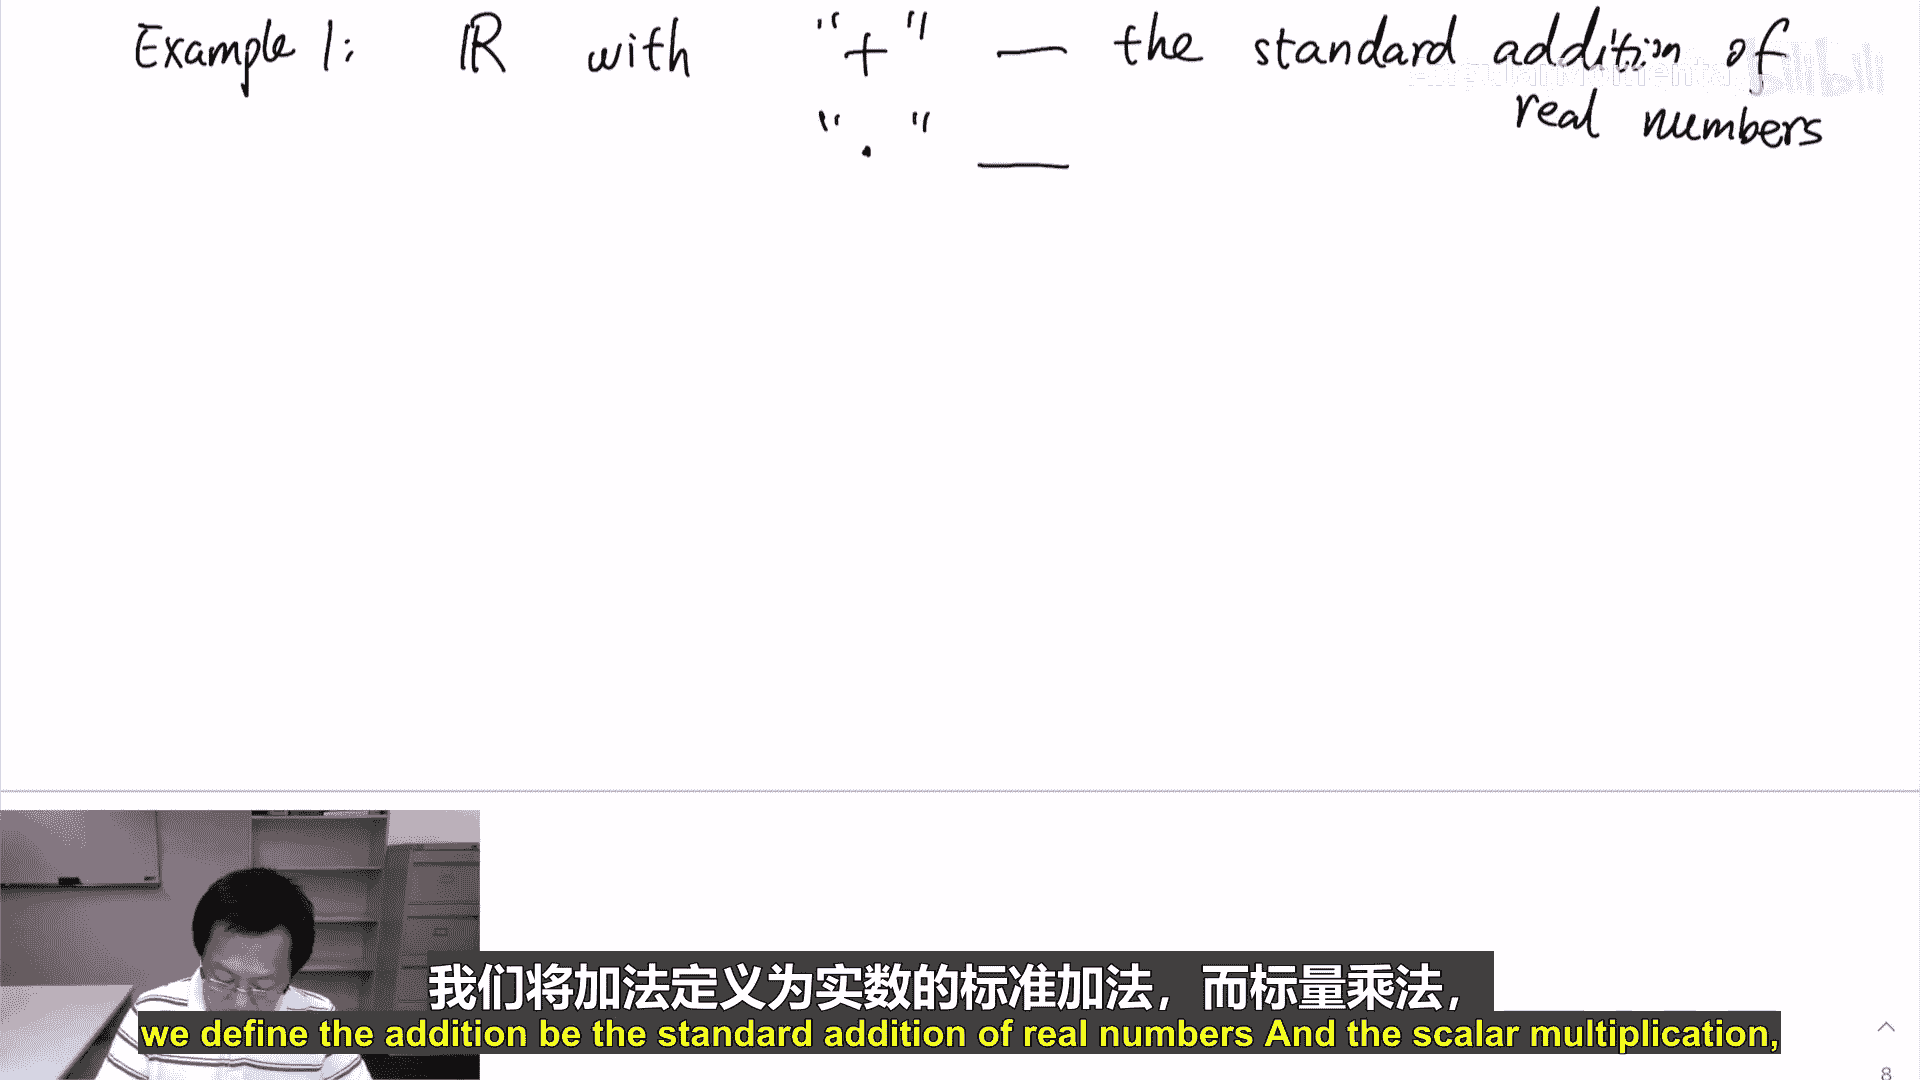 Example 1: ℝ with "+" — the standard addition of
real numbers
"·" —
我们将加法定义为实数的标准加法，而标量乘法，
we define the addition be the standard addition of real numbers And the scalar multiplication,
8